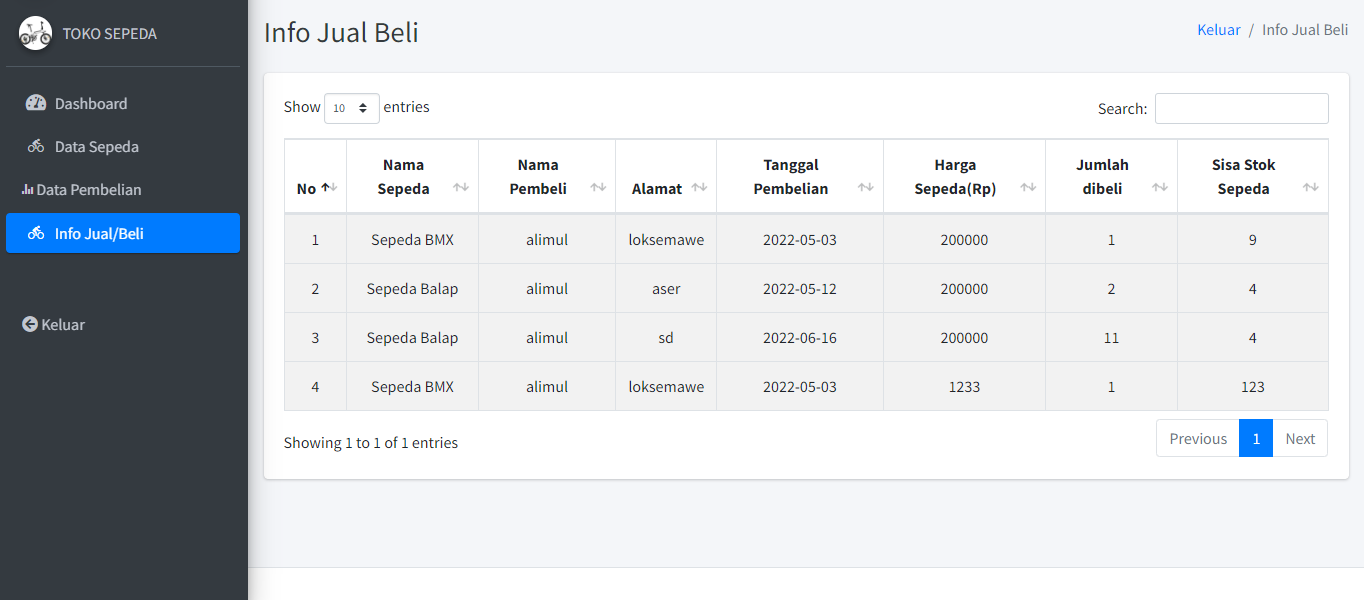 TOKO SEPEDA
Dashboard
Data Sepeda
Data Pembelian
Info Jual/Beli
Keluar
Info Jual Beli
Keluar / Info Jual Beli
Show 10 entries
Search:
No Nama Sepeda Nama Pembeli Alamat Tanggal Pembelian Harga Sepeda(Rp) Jumlah dibeli Sisa Stok Sepeda
1 Sepeda BMX alimul loksemawe 2022-05-03 200000 1 9
2 Sepeda Balap alimul aser 2022-05-12 200000 2 4
3 Sepeda Balap alimul sd 2022-06-16 200000 11 4
4 Sepeda BMX alimul loksemawe 2022-05-03 1233 1 123
Showing 1 to 1 of 1 entries
Previous 1 Next